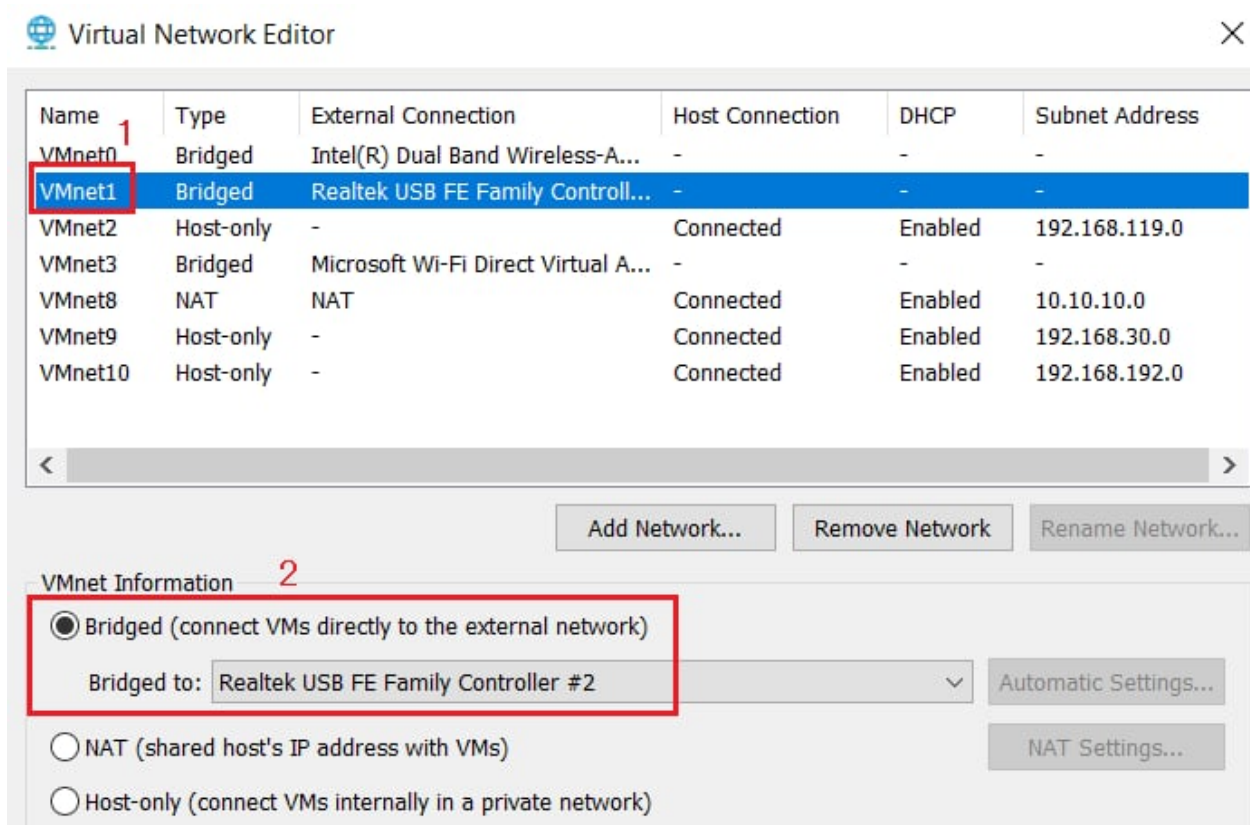 Virtual Network Editor
Name Type External Connection Host Connection DHCP Subnet Address
1
VMnet0 Bridged Intel(R) Dual Band Wireless-A... - - -
VMnet1 Bridged Realtek USB FE Family Controll... - - -
VMnet2 Host-only - Connected Enabled 192.168.119.0
VMnet3 Bridged Microsoft Wi-Fi Direct Virtual A... - - -
VMnet8 NAT NAT Connected Enabled 10.10.10.0
VMnet9 Host-only - Connected Enabled 192.168.30.0
VMnet10 Host-only - Connected Enabled 192.168.192.0
Add Network... Remove Network Rename Network...
VMnet Information 2
Bridged (connect VMs directly to the external network)
Bridged to: Realtek USB FE Family Controller #2 Automatic Settings...
NAT (shared host's IP address with VMs) NAT Settings...
Host-only (connect VMs internally in a private network)